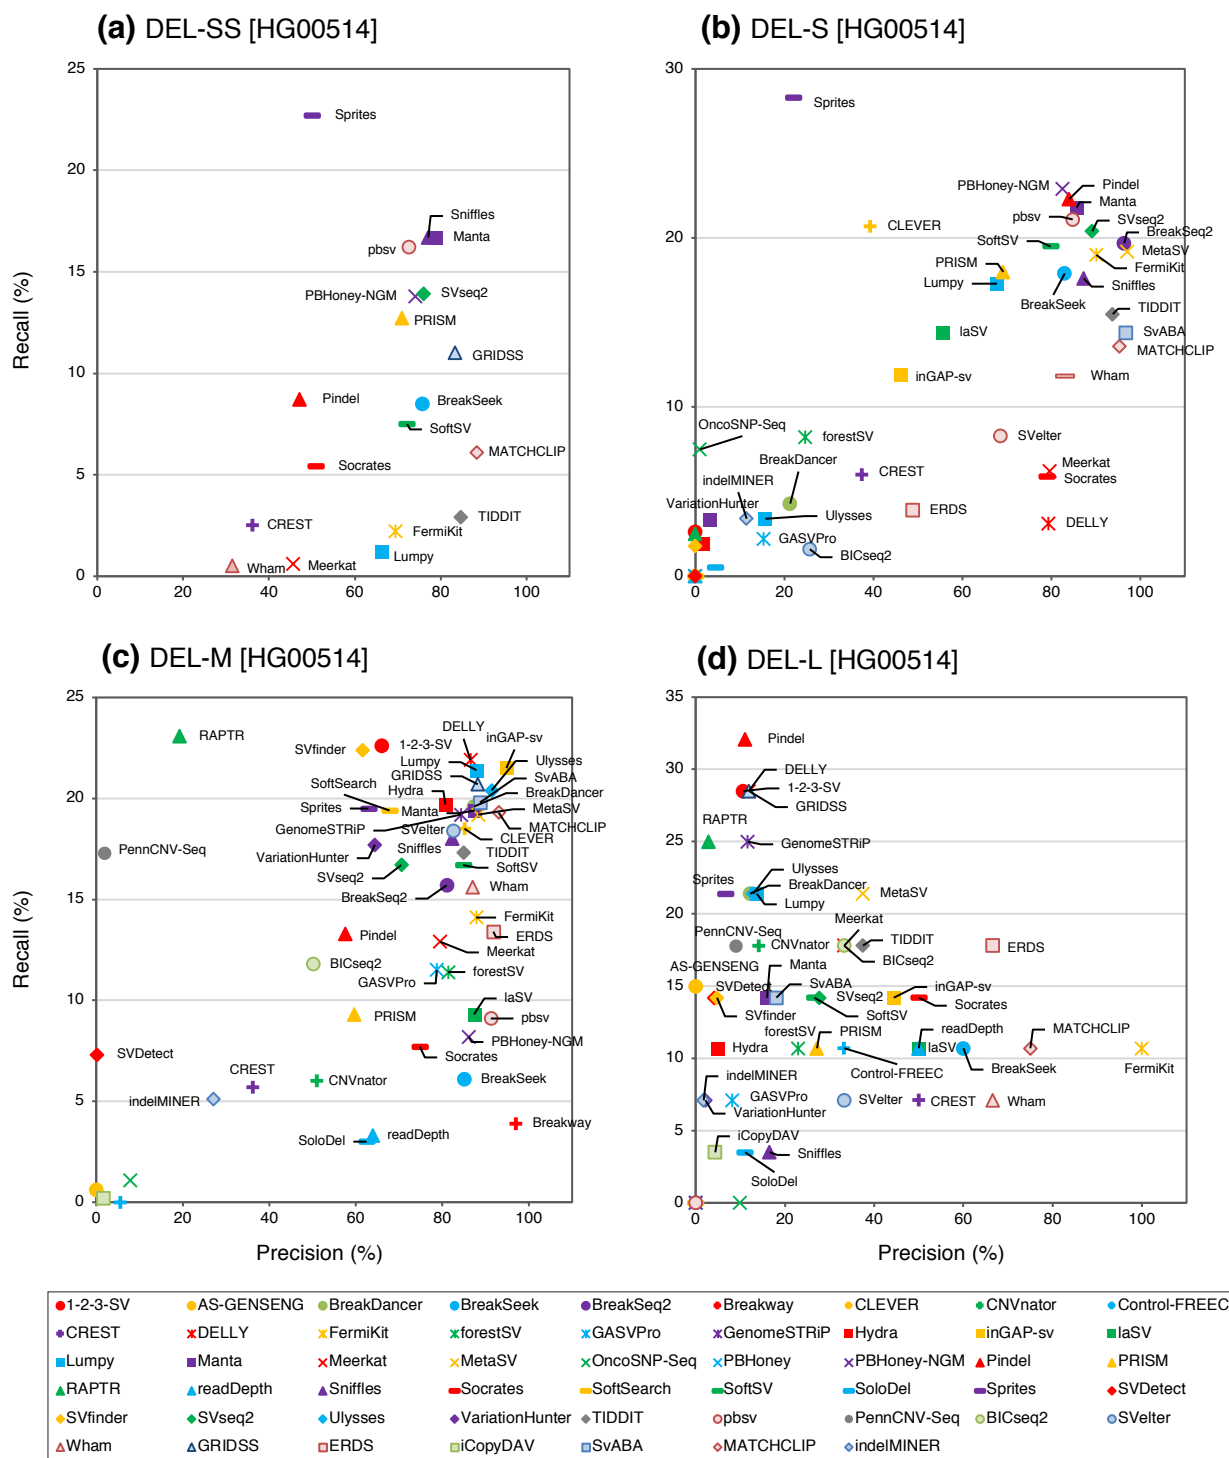 (a) DEL-SS [HG00514]
(b) DEL-S [HG00514]
25
20
15
10
5
0
0 20 40 60 80 100
Recall (%)
Sprites
Sniffles
Manta
pbsv
PBHoney-NGM
SVseq2
PRISM
GRIDSS
Pindel
BreakSeek
SoftSV
MATCHCLIP
Socrates
TIDDIT
CREST
FermiKit
Lumpy
Wham
Meerkat
30
20
10
0
0 20 40 60 80 100
Sprites
PBHoney-NGM
Pindel
Manta
pbsv
SVseq2
CLEVER
BreakSeq2
SoftSV
MetaSV
PRISM
FermiKit
Lumpy
Sniffles
BreakSeek
TIDDIT
laSV
SvABA
MATCHCLIP
inGAP-sv
Wham
OncoSNP-Seq
forestSV
SVelter
BreakDancer
Meerkat
CREST
Socrates
indelMINER
VariationHunter
Ulysses
ERDS
DELLY
GASVPro
BICseq2
(c) DEL-M [HG00514]
(d) DEL-L [HG00514]
25
20
15
10
5
0
0 20 40 60 80 100
Recall (%)
Precision (%)
RAPTR
SVfinder
1-2-3-SV
DELLY
inGAP-sv
Lumpy
Ulysses
GRIDSS
SvABA
SoftSearch
Hydra
BreakDancer
Sprites
Manta
MetaSV
GenomeSTRiP
SVelter
MATCHCLIP
CLEVER
PennCNV-Seq
VariationHunter
Sniffles
TIDDIT
SVseq2
SoftSV
BreakSeq2
Wham
FermiKit
Pindel
ERDS
Meerkat
BICseq2
GASVPro
forestSV
laSV
PRISM
pbsv
PBHoney-NGM
SVDetect
Socrates
CREST
CNVnator
BreakSeek
indelMINER
SoloDel
readDepth
Breakway
35
30
25
20
15
10
5
0
0 20 40 60 80 100
Precision (%)
Pindel
DELLY
1-2-3-SV
GRIDSS
RAPTR
GenomeSTRiP
Ulysses
Sprites
BreakDancer
MetaSV
Lumpy
Meerkat
PennCNV-Seq
CNVnator
TIDDIT
ERDS
BICseq2
AS-GENSENG
Manta
SVDetect
SvABA
SVseq2
inGAP-sv
SVfinder
SoftSV
Socrates
forestSV
PRISM
readDepth
MATCHCLIP
Hydra
laSV
Control-FREEC
BreakSeek
FermiKit
indelMINER
GASVPro
SVelter
CREST
Wham
VariationHunter
iCopyDAV
Sniffles
SoloDel
1-2-3-SV AS-GENSENG BreakDancer BreakSeek BreakSeq2 Breakway CLEVER CNVnator Control-FREEC
CREST DELLY FermiKit forestSV GASVPro GenomeSTRiP Hydra inGAP-sv laSV
Lumpy Manta Meerkat MetaSV OncoSNP-Seq PBHoney PBHoney-NGM Pindel PRISM
RAPTR readDepth Sniffles Socrates SoftSearch SoftSV SoloDel Sprites SVDetect
SVfinder SVseq2 Ulysses VariationHunter TIDDIT pbsv PennCNV-Seq BICseq2 SVelter
Wham GRIDSS ERDS iCopyDAV SvABA MATCHCLIP indelMINER